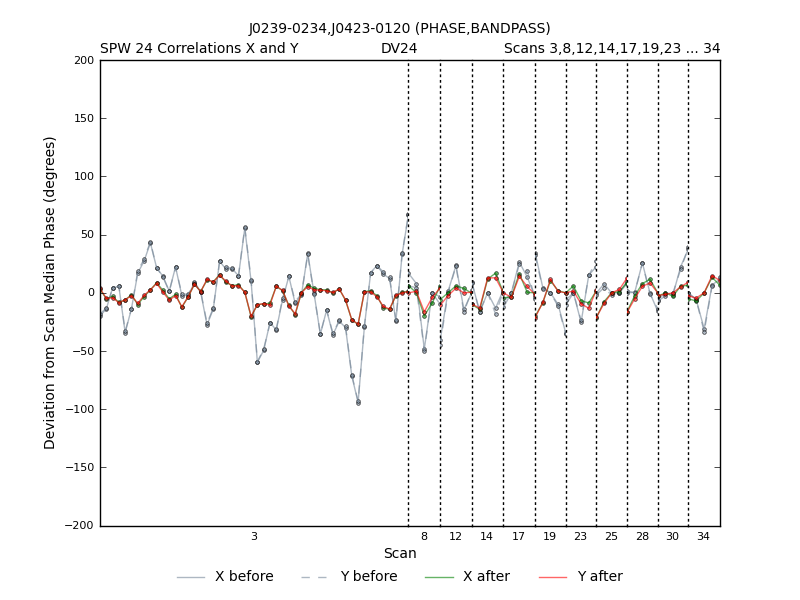 J0239-0234,J0423-0120 (PHASE,BANDPASS)
SPW 24 Correlations X and Y DV24 Scans 3,8,12,14,17,19,23 ... 34
200
150
100
50
0
−50
−100
−150
−200
Deviation from Scan Median Phase (degrees)
3 8 12 14 17 19 23 25 28 30 34
Scan
X before Y before X after Y after